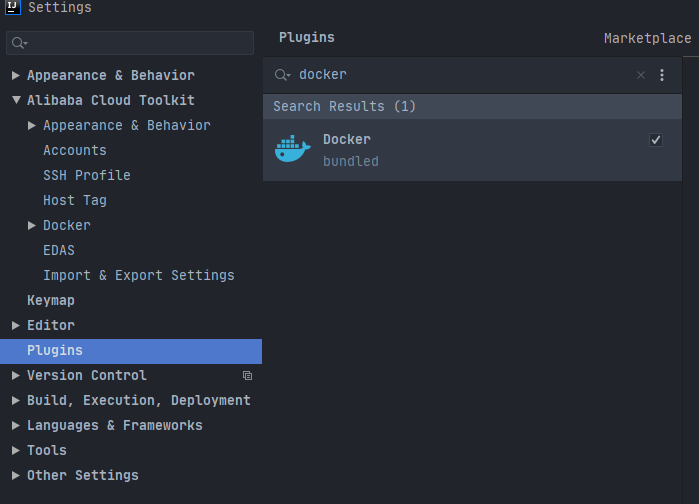 IJ Settings
Plugins
Marketplace
docker
Search Results (1)
Docker
bundled
Appearance & Behavior
Alibaba Cloud Toolkit
Appearance & Behavior
Accounts
SSH Profile
Host Tag
Docker
EDAS
Import & Export Settings
Keymap
Editor
Plugins
Version Control
Build, Execution, Deployment
Languages & Frameworks
Tools
Other Settings